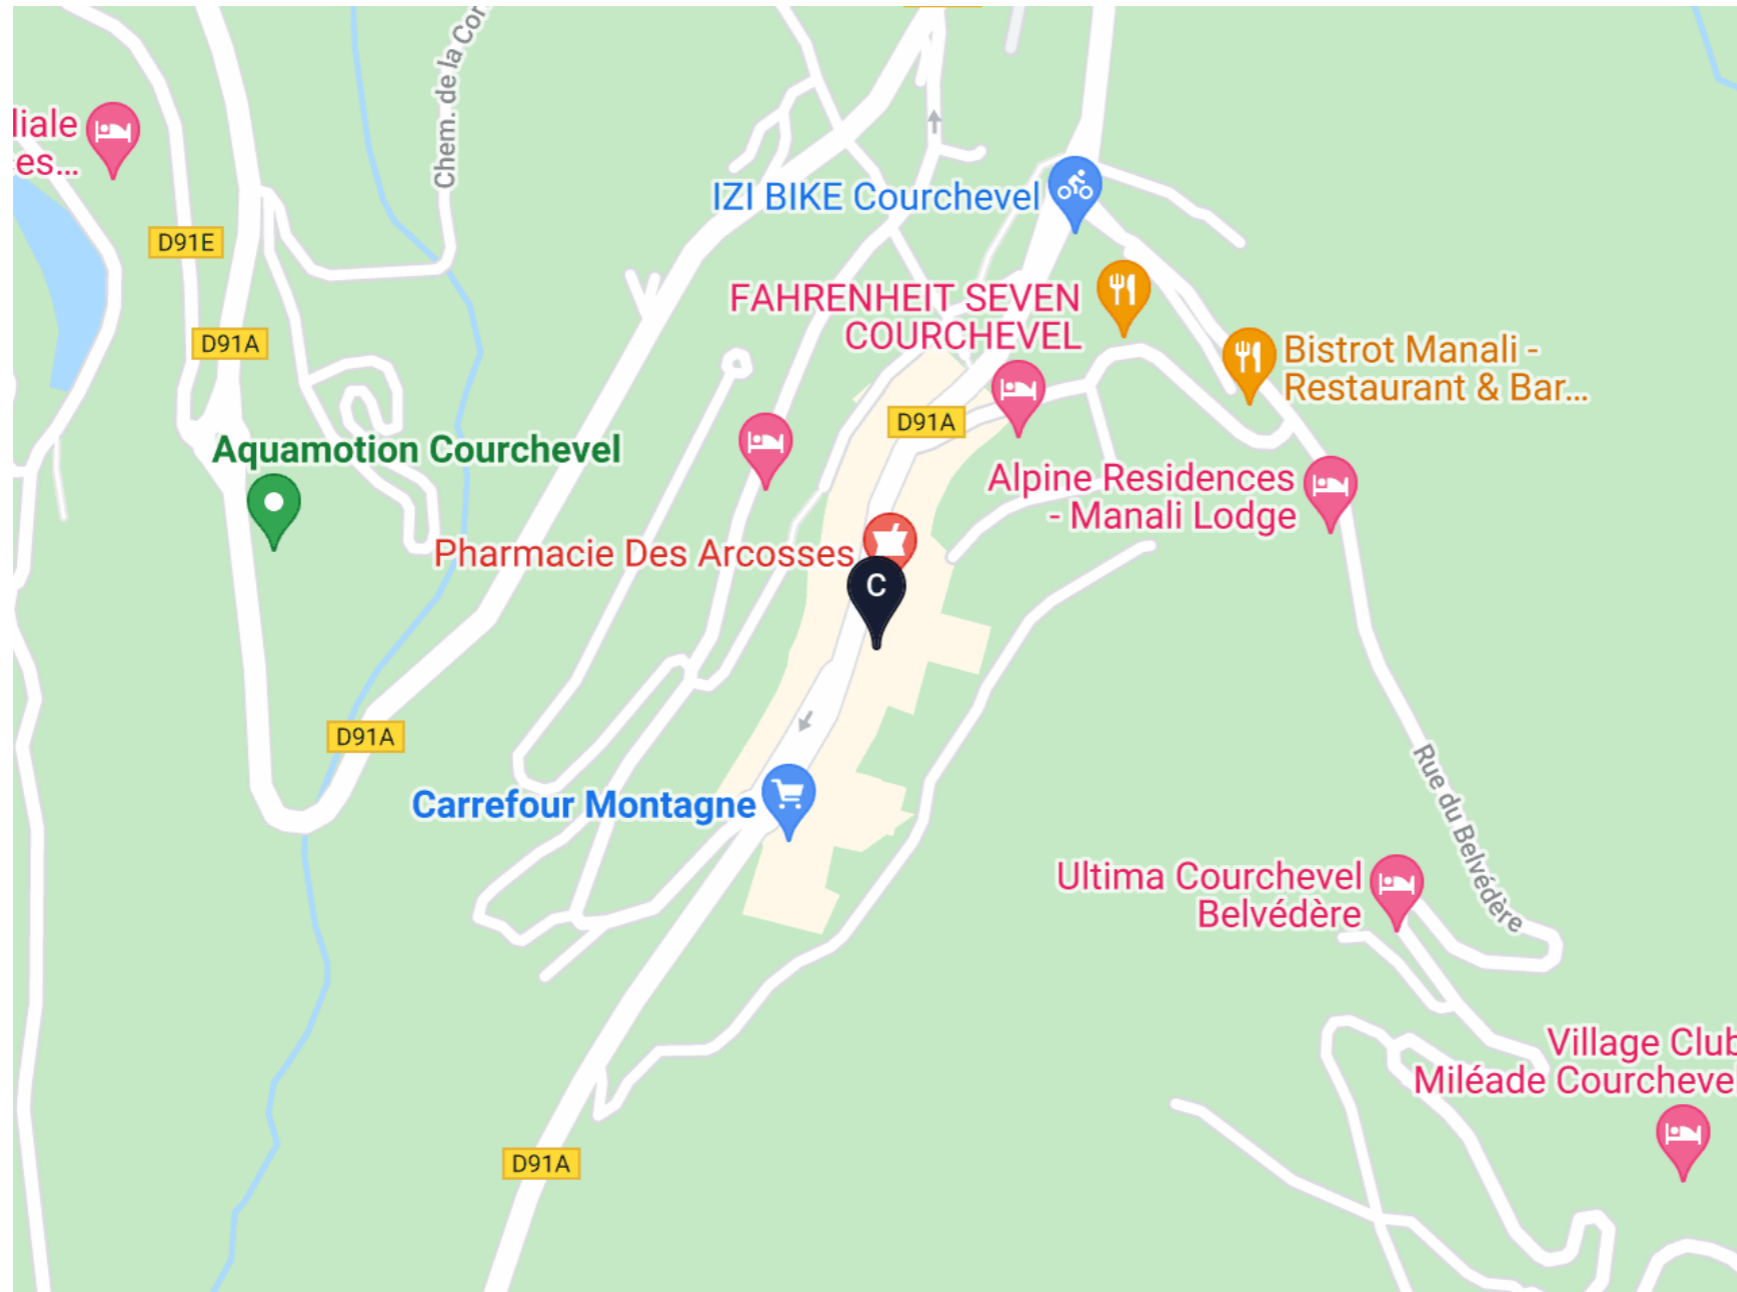 Chem. de la Cor
liale
es...
IZI BIKE Courchevel
D91E
FAHRENHEIT SEVEN
COURCHEVEL
D91A
Bistrot Manali -
Restaurant & Bar...
D91A
Aquamotion Courchevel
Alpine Residences
- Manali Lodge
Pharmacie Des Arcosses
C
D91A
Carrefour Montagne
Rue du Belvédère
Ultima Courchevel
Belvédère
Village Club
Miléade Courcheve
D91A